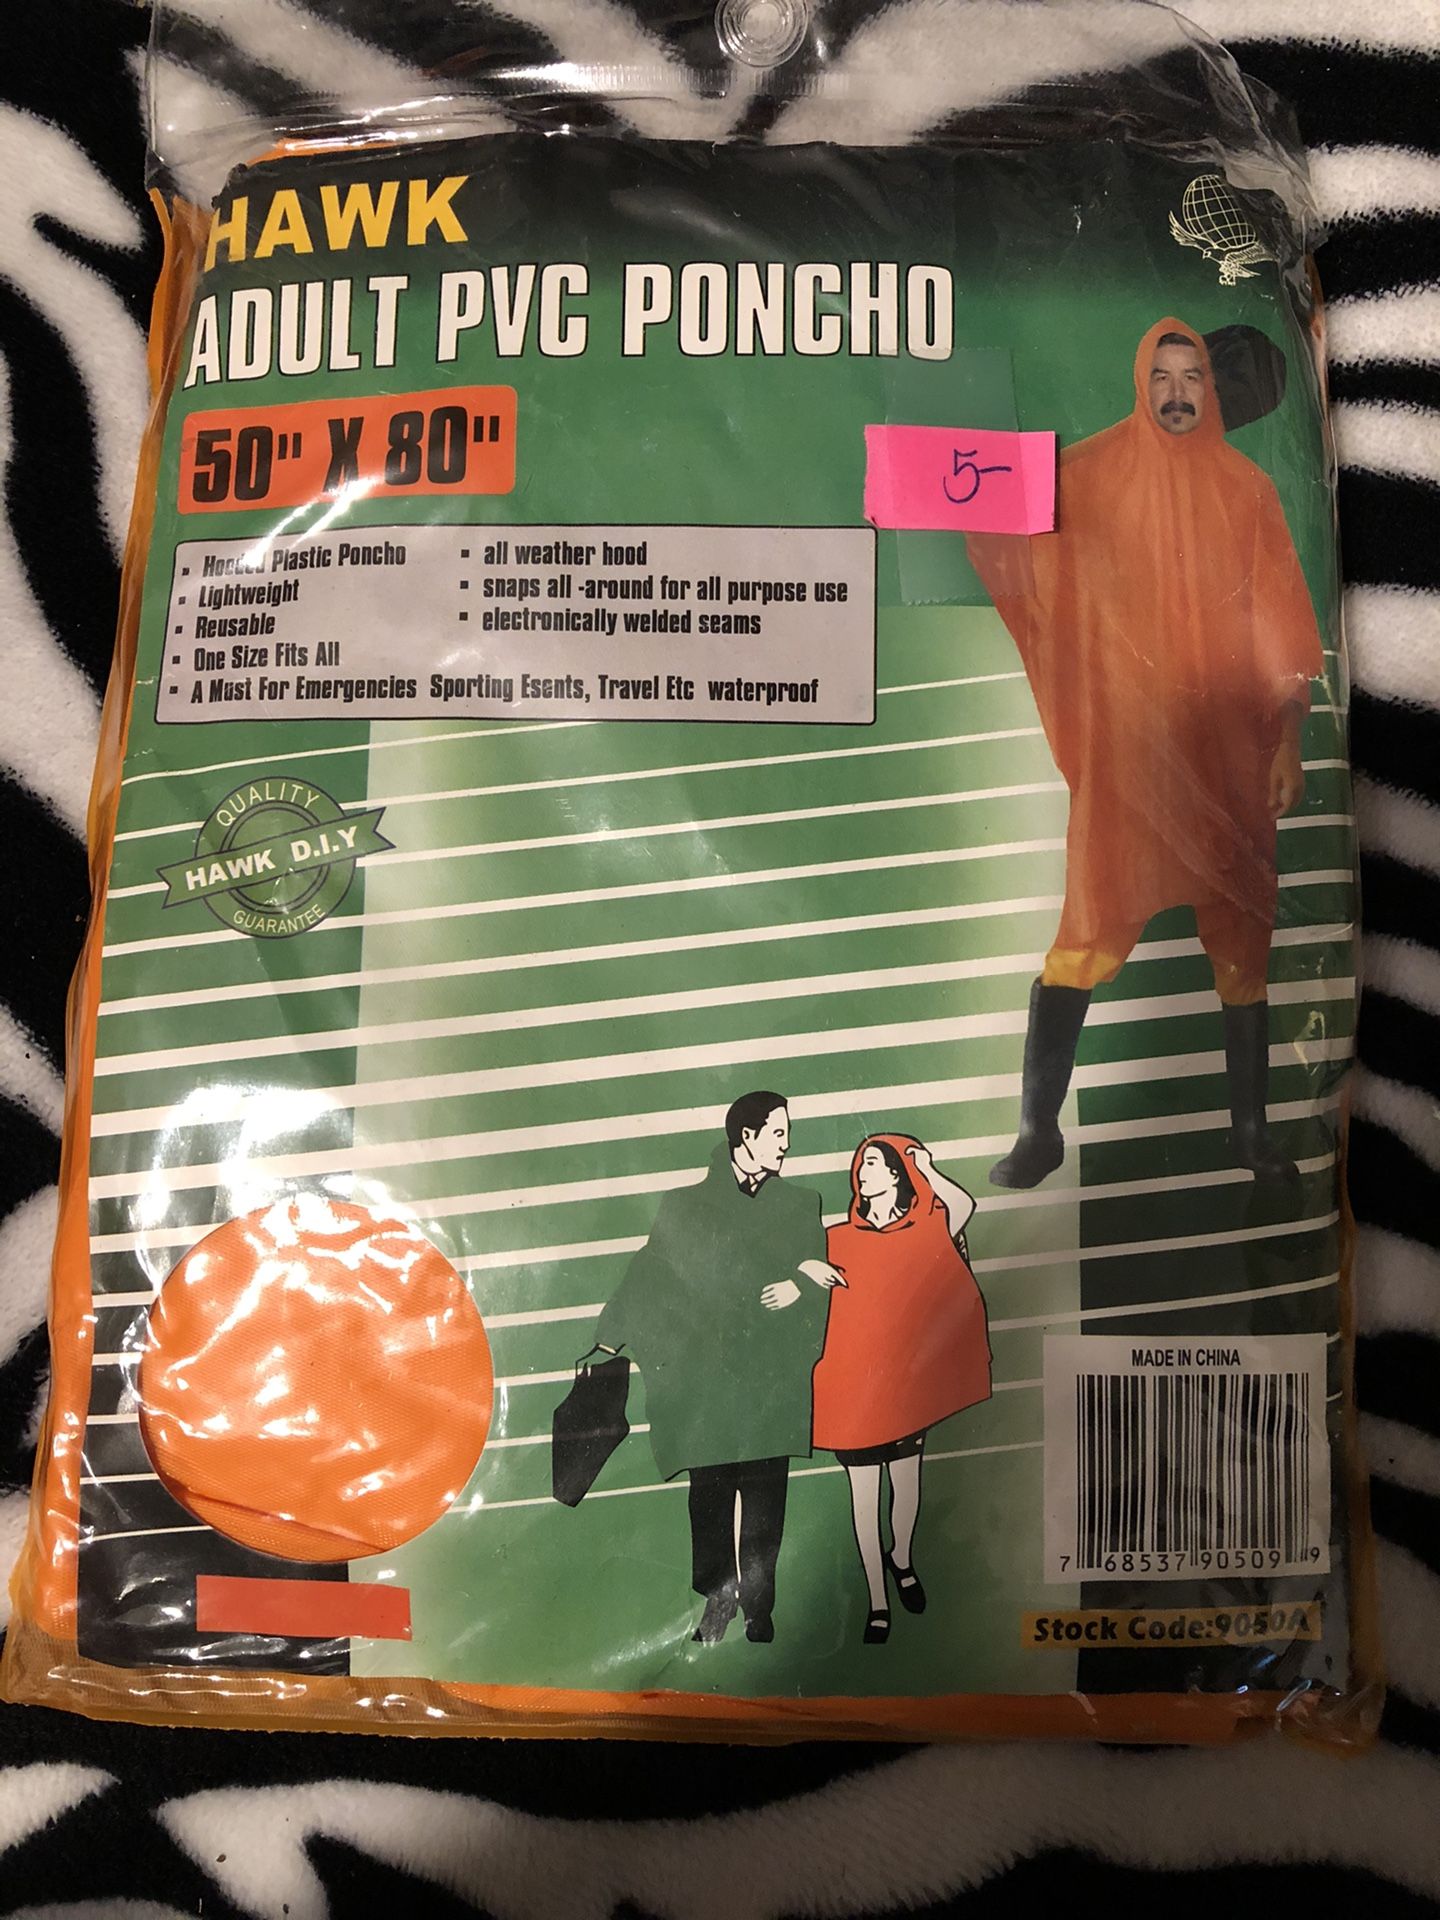 HAWK
ADULT PVC PONCHO
50" X 80"
5-
▪ Hooded Plastic Poncho
▪ Lightweight
▪ Reusable
▪ One Size Fits All
▪ all weather hood
▪ snaps all -around for all purpose use
▪ electronically welded seams
▪ A Must For Emergencies Sporting Esents, Travel Etc waterproof
QUALITY
HAWK D.I.Y
GUARANTEE
MADE IN CHINA
7 68537 90509 9
Stock Code:9050A